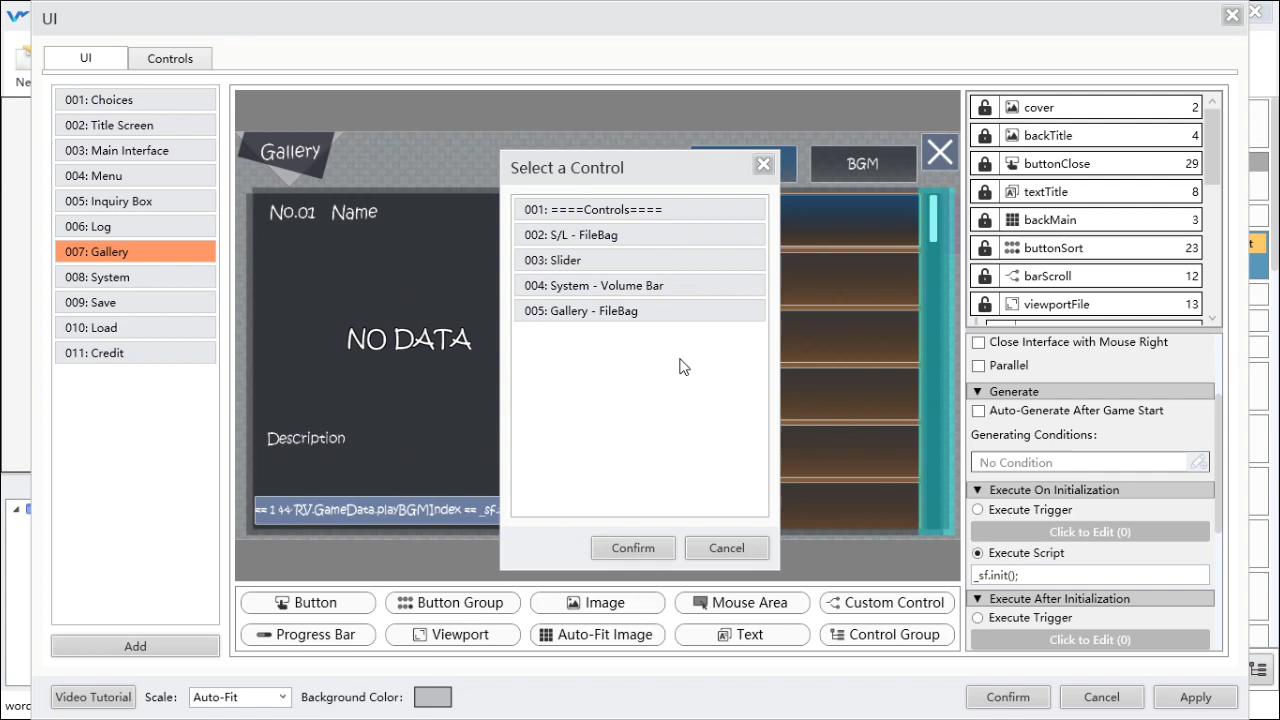 UI
Ne
UI
Controls
001: Choices
002: Title Screen
003: Main Interface
004: Menu
005: Inquiry Box
006: Log
007: Gallery
008: System
009: Save
010: Load
011: Credit
Add
Gallery
BGM
No.01 Name
NO DATA
Description
== 1 && RV.GameData.playBGMIndex == _sf.
Select a Control
001: ====Controls====
002: S/L - FileBag
003: Slider
004: System - Volume Bar
005: Gallery - FileBag
Confirm
Cancel
Button
Button Group
Image
Mouse Area
Custom Control
Progress Bar
Viewport
Auto-Fit Image
Text
Control Group
cover 2
backTitle 4
buttonClose 29
textTitle 8
backMain 3
buttonSort 23
barScroll 12
viewportFile 13
Close Interface with Mouse Right
Parallel
Generate
Auto-Generate After Game Start
Generating Conditions:
No Condition
Execute On Initialization
Execute Trigger
Click to Edit (0)
Execute Script
_sf.init();
Execute After Initialization
Execute Trigger
Click to Edit (0)
Video Tutorial
Scale:
Auto-Fit
Background Color:
Confirm
Cancel
Apply
word
t